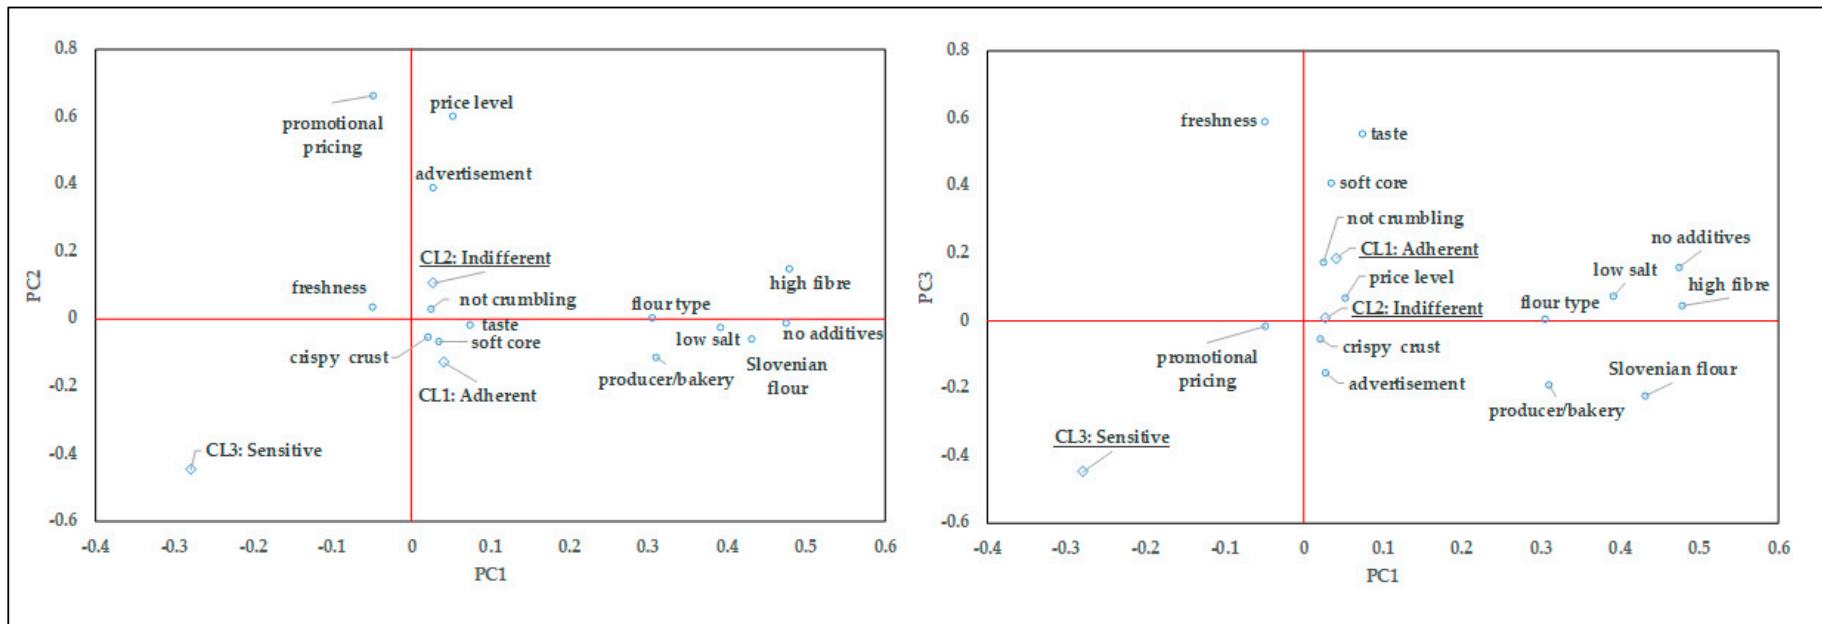 0.8
0.6
0.4
0.2
0
-0.2
-0.4
-0.6
PC2
-0.4
-0.3
-0.2
-0.1
0
0.1
0.2
0.3
0.4
0.5
0.6
PC1
promotional
pricing
price level
advertisement
CL2: Indifferent
freshness
not crumbling
flour type
high fibre
taste
soft core
crispy crust
low salt
no additives
Slovenian
flour
producer/bakery
CL1: Adherent
CL3: Sensitive
0.8
0.6
0.4
0.2
0
-0.2
-0.4
-0.6
PC3
-0.4
-0.3
-0.2
-0.1
0
0.1
0.2
0.3
0.4
0.5
0.6
PC1
freshness
taste
soft core
not crumbling
CL1: Adherent
no additives
low salt
high fibre
price level
flour type
CL2: Indifferent
promotional
pricing
crispy crust
advertisement
Slovenian flour
producer/bakery
CL3: Sensitive